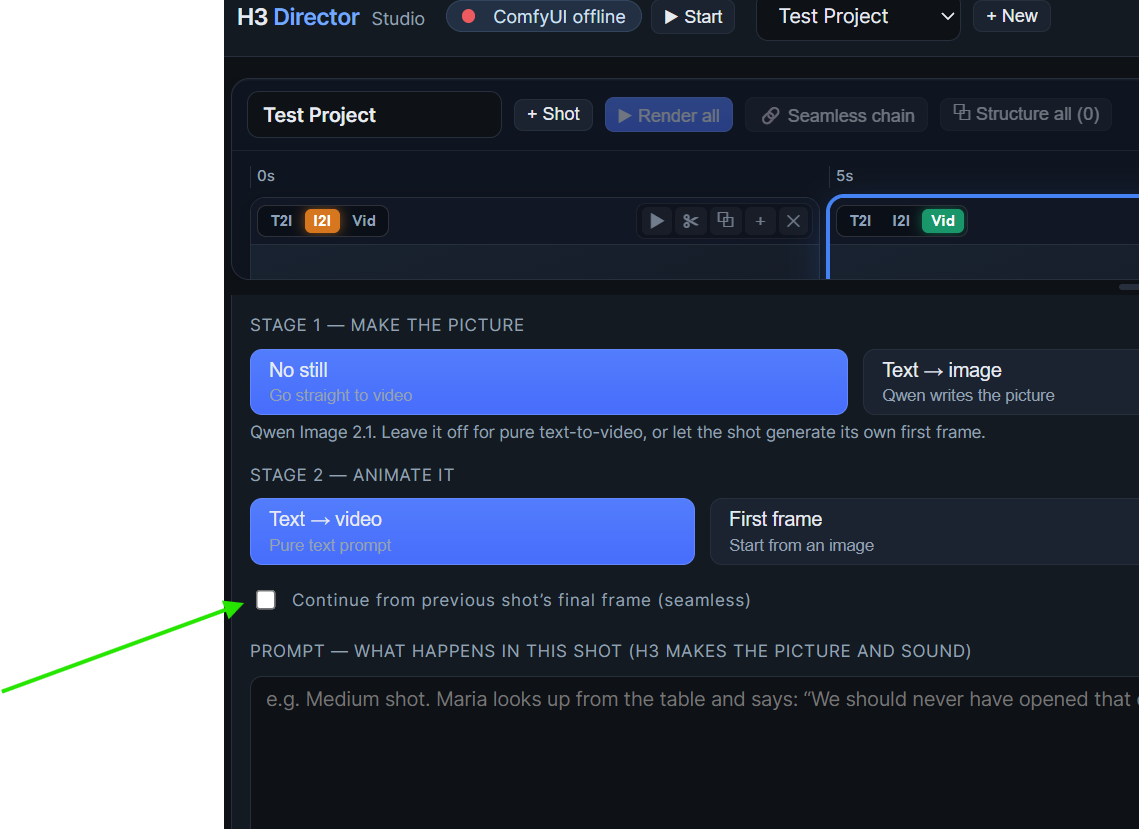 H3 Director Studio ComfyUI offline ▶ Start Test Project + New
Test Project + Shot ▶ Render all Seamless chain Structure all (0)
0s 5s
T2I I2I Vid + T2I I2I Vid
STAGE 1 — MAKE THE PICTURE
No still Text → image
Go straight to video Qwen writes the picture
Qwen Image 2.1. Leave it off for pure text-to-video, or let the shot generate its own first frame.
STAGE 2 — ANIMATE IT
Text → video First frame
Pure text prompt Start from an image
Continue from previous shot’s final frame (seamless)
PROMPT — WHAT HAPPENS IN THIS SHOT (H3 MAKES THE PICTURE AND SOUND)
e.g. Medium shot. Maria looks up from the table and says: “We should never have opened that